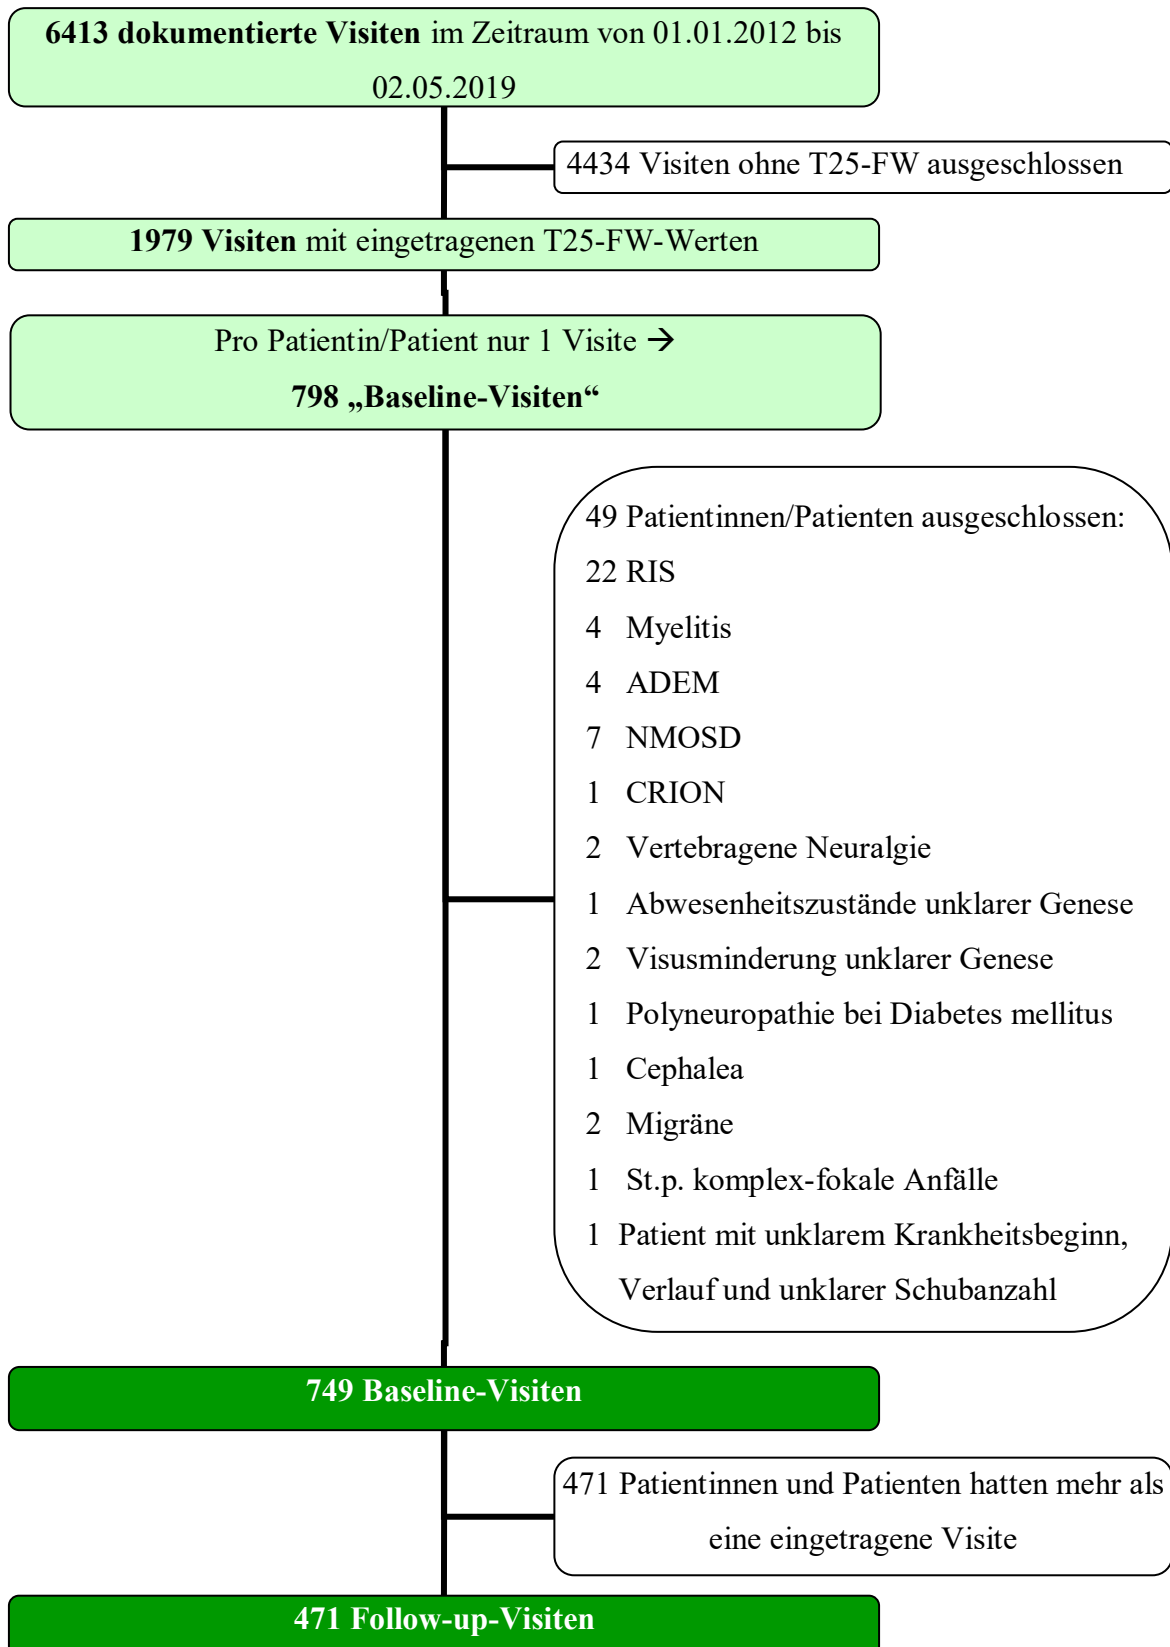 6413 dokumentierte Visiten im Zeitraum von 01.01.2012 bis
02.05.2019
4434 Visiten ohne T25-FW ausgeschlossen
1979 Visiten mit eingetragenen T25-FW-Werten
Pro Patientin/Patient nur 1 Visite →
798 „Baseline-Visiten“
49 Patientinnen/Patienten ausgeschlossen:
22 RIS
4 Myelitis
4 ADEM
7 NMOSD
1 CRION
2 Vertebragene Neuralgie
1 Abwesenheitszustände unklarer Genese
2 Visusminderung unklarer Genese
1 Polyneuropathie bei Diabetes mellitus
1 Cephalea
2 Migräne
1 St.p. komplex-fokale Anfälle
1 Patient mit unklarem Krankheitsbeginn,
Verlauf und unklarer Schubanzahl
749 Baseline-Visiten
471 Patientinnen und Patienten hatten mehr als
eine eingetragene Visite
471 Follow-up-Visiten